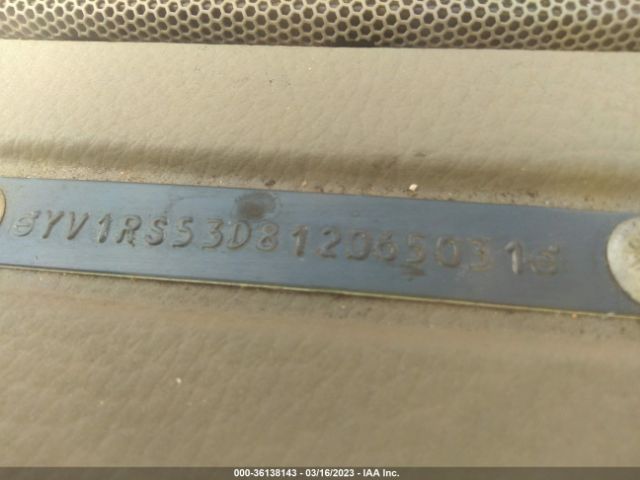 YV1RS53D812065031
000-36138143 - 03/16/2023 - IAA Inc.